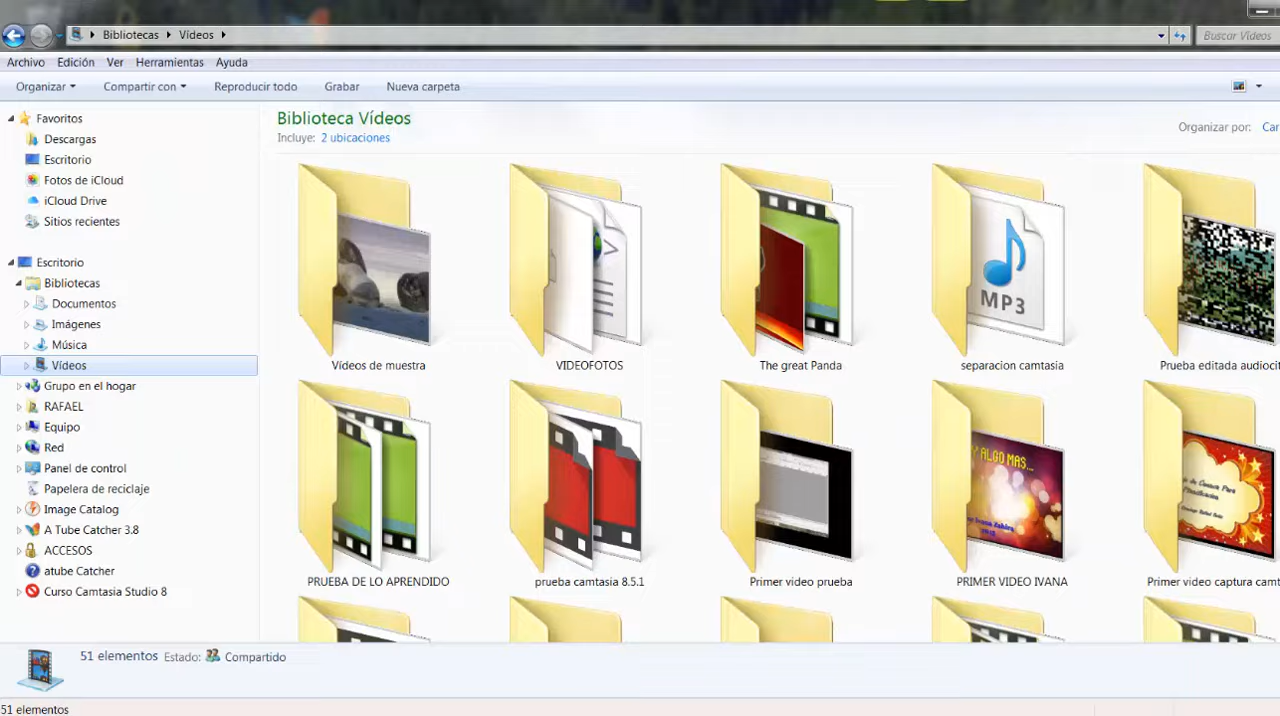 Bibliotecas Vídeos
Buscar Vídeos
Archivo Edición Ver Herramientas Ayuda
Organizar Compartir con Reproducir todo Grabar Nueva carpeta
Favoritos
Descargas
Escritorio
Fotos de iCloud
iCloud Drive
Sitios recientes
Escritorio
Bibliotecas
Documentos
Imágenes
Música
Vídeos
Grupo en el hogar
RAFAEL
Equipo
Red
Panel de control
Papelera de reciclaje
Image Catalog
A Tube Catcher 3.8
ACCESOS
atube Catcher
Curso Camtasia Studio 8
Biblioteca Vídeos
Incluye: 2 ubicaciones
Organizar por: Car
MP3
Vídeos de muestra
VIDEOFOTOS
The great Panda
separacion camtasia
Prueba editada audiocit
Y ALGO MAS...
PRUEBA DE LO APRENDIDO
prueba camtasia 8.5.1
Primer video prueba
PRIMER VIDEO IVANA
Primer video captura camt
51 elementos Estado: Compartido
51 elementos